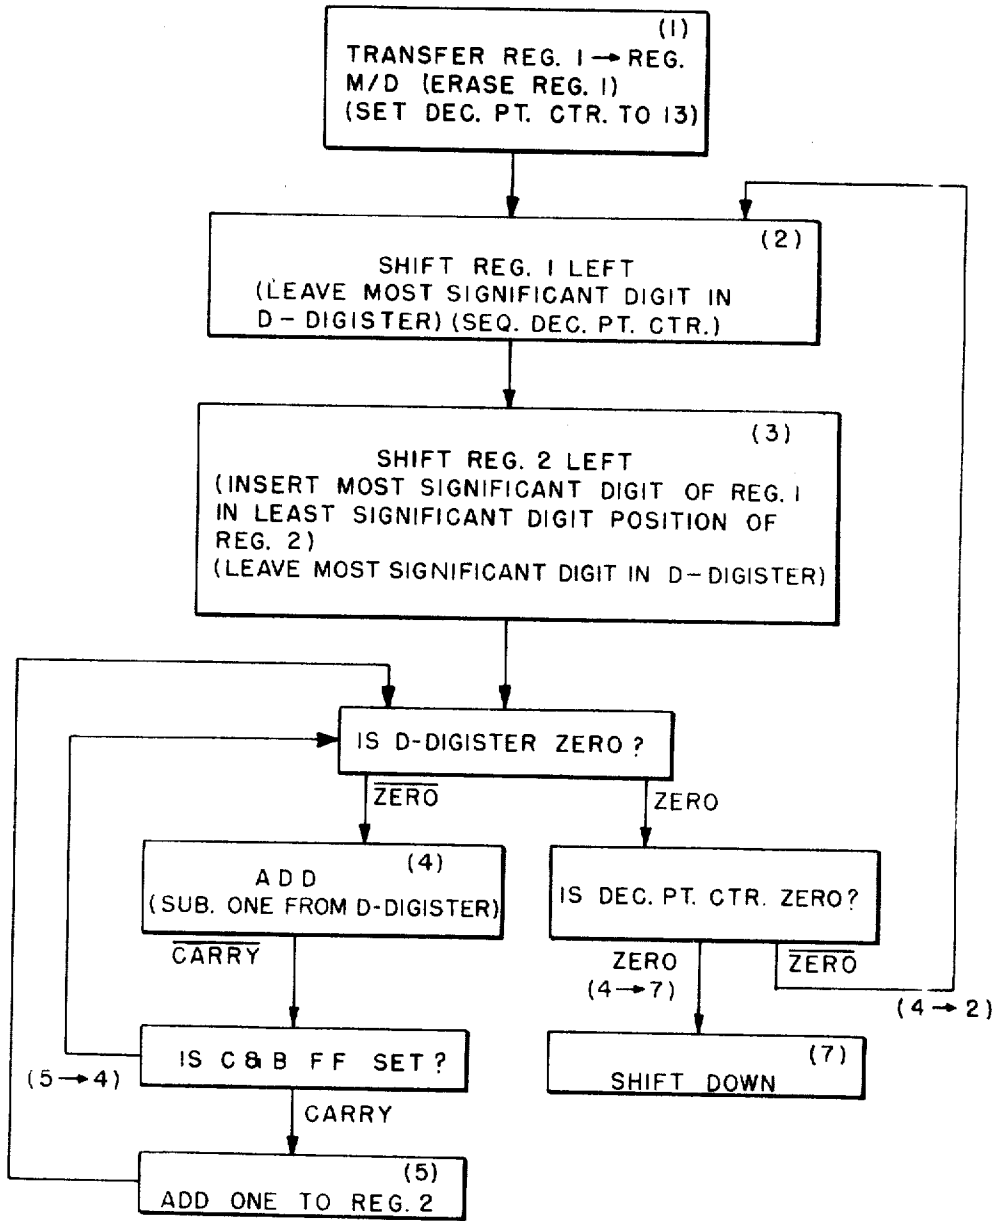 (1)
TRANSFER REG. 1 → REG.
M/D (ERASE REG. 1)
(SET DEC. PT. CTR. TO 13)
(2)
SHIFT REG. 1 LEFT
(LEAVE MOST SIGNIFICANT DIGIT IN
D-DIGISTER) (SEQ. DEC. PT. CTR.)
(3)
SHIFT REG. 2 LEFT
(INSERT MOST SIGNIFICANT DIGIT OF REG. 1
IN LEAST SIGNIFICANT DIGIT POSITION OF
REG. 2)
(LEAVE MOST SIGNIFICANT DIGIT IN D-DIGISTER)
IS D-DIGISTER ZERO?
ZERO
ZERO
(4)
ADD
(SUB. ONE FROM D-DIGISTER)
IS DEC. PT. CTR. ZERO?
CARRY
ZERO
(4→7)
ZERO
(4→2)
IS C & B FF SET?
(5→4)
(7)
SHIFT DOWN
CARRY
(5)
ADD ONE TO REG. 2